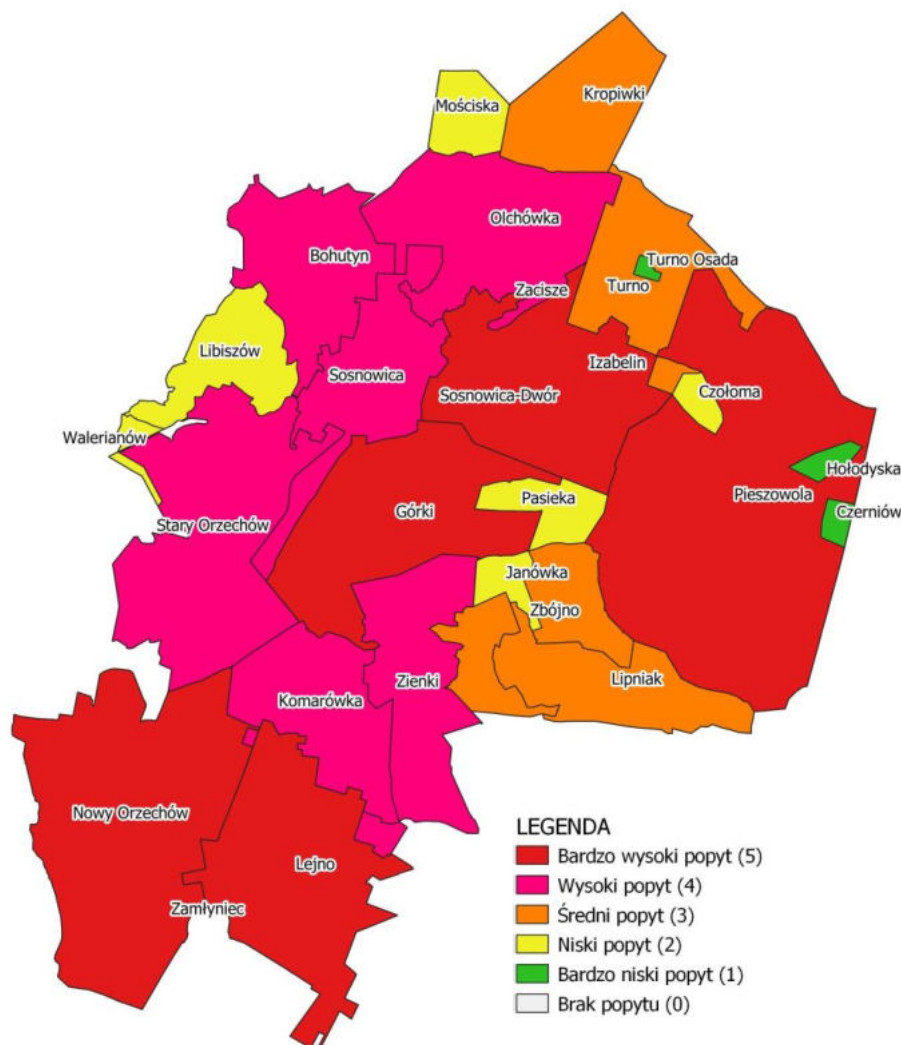 Mościska
Kropiwki
Olchówka
Bohutyn
Turno Osada
Zacisze
Turno
Libiszów
Izabelin
Sosnowica
Czołoma
Sosnowica-Dwór
Walerianów
Hołodyska
Pasieka
Pieszowola
Górki
Czerniów
Stary Orzechów
Janówka
Zbójno
Zienki
Lipniak
Komarówka
Nowy Orzechów
Lejno
Zamłyniec
LEGENDA
Bardzo wysoki popyt (5)
Wysoki popyt (4)
Średni popyt (3)
Niski popyt (2)
Bardzo niski popyt (1)
Brak popytu (0)